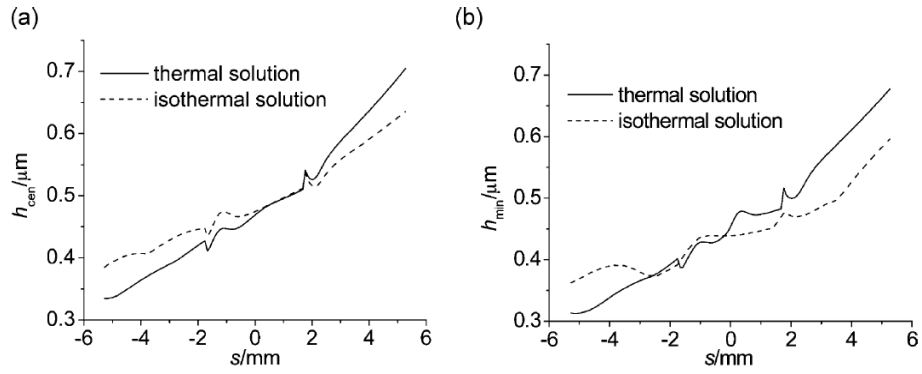 (a)
0.7
0.6
0.5
0.4
0.3
h_cen/μm
thermal solution
isothermal solution
-6 -4 -2 0 2 4 6
s/mm
(b)
0.7
0.6
0.5
0.4
0.3
h_min/μm
thermal solution
isothermal solution
-6 -4 -2 0 2 4 6
s/mm